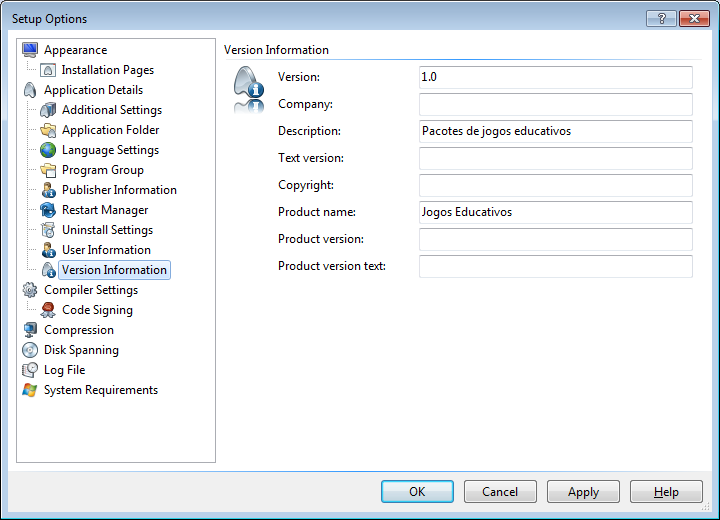 Setup Options
Appearance
Installation Pages
Application Details
Additional Settings
Application Folder
Language Settings
Program Group
Publisher Information
Restart Manager
Uninstall Settings
User Information
Version Information
Compiler Settings
Code Signing
Compression
Disk Spanning
Log File
System Requirements
Version Information
Version: 1.0
Company:
Description: Pacotes de jogos educativos
Text version:
Copyright:
Product name: Jogos Educativos
Product version:
Product version text:
OK Cancel Apply Help